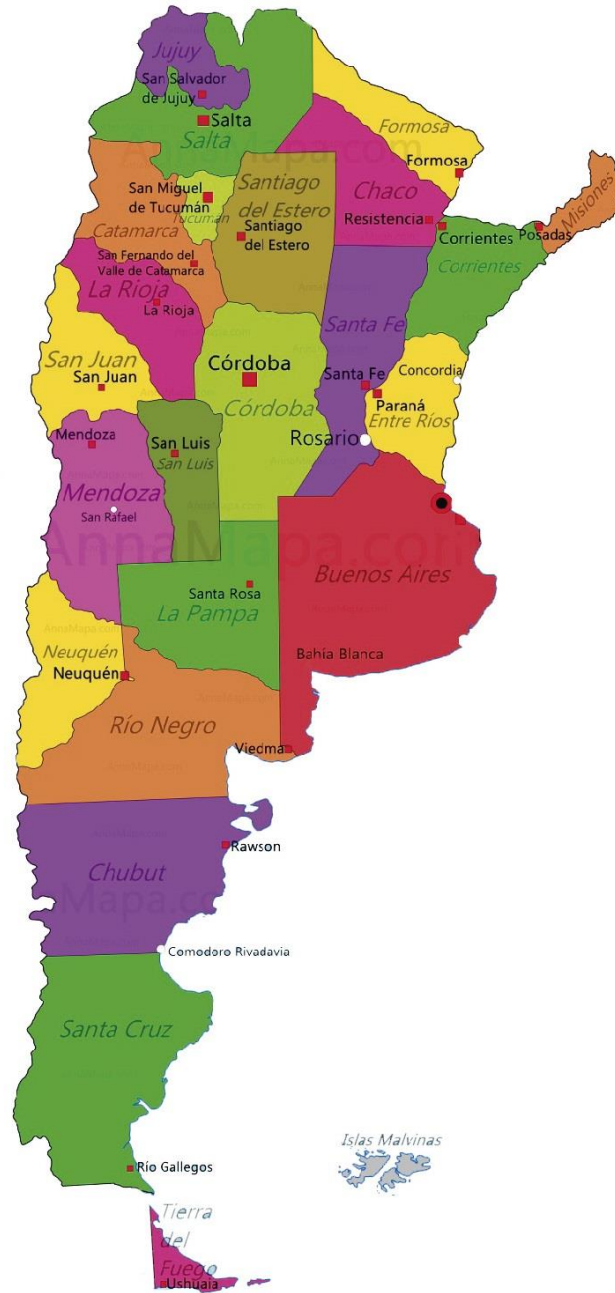 Jujuy
San Salvador
de Jujuy
Salta
Salta
AnnaMapa.com
Formosa
Formosa
Chaco
Misiones
San Miguel
de Tucumán
Tucumán
Santiago
del Estero
Santiago
del Estero
Resistencia
Corrientes
Posadas
Corrientes
Catamarca
San Fernando del
Valle de Catamarca
La Rioja
La Rioja
Santa Fe
San Juan
San Juan
Córdoba
Córdoba
Santa Fe
Concordia
Paraná
Entre Ríos
Rosario
Mendoza
San Luis
San Luis
Mendoza
San Rafael
AnnaMapa.com
Buenos Aires
Santa Rosa
La Pampa
Neuquén
Neuquén
Bahía Blanca
Río Negro
Viedma
Rawson
Chubut
Comodoro Rivadavia
Santa Cruz
Río Gallegos
Islas Malvinas
Tierra
del
Fuego
Ushuaia